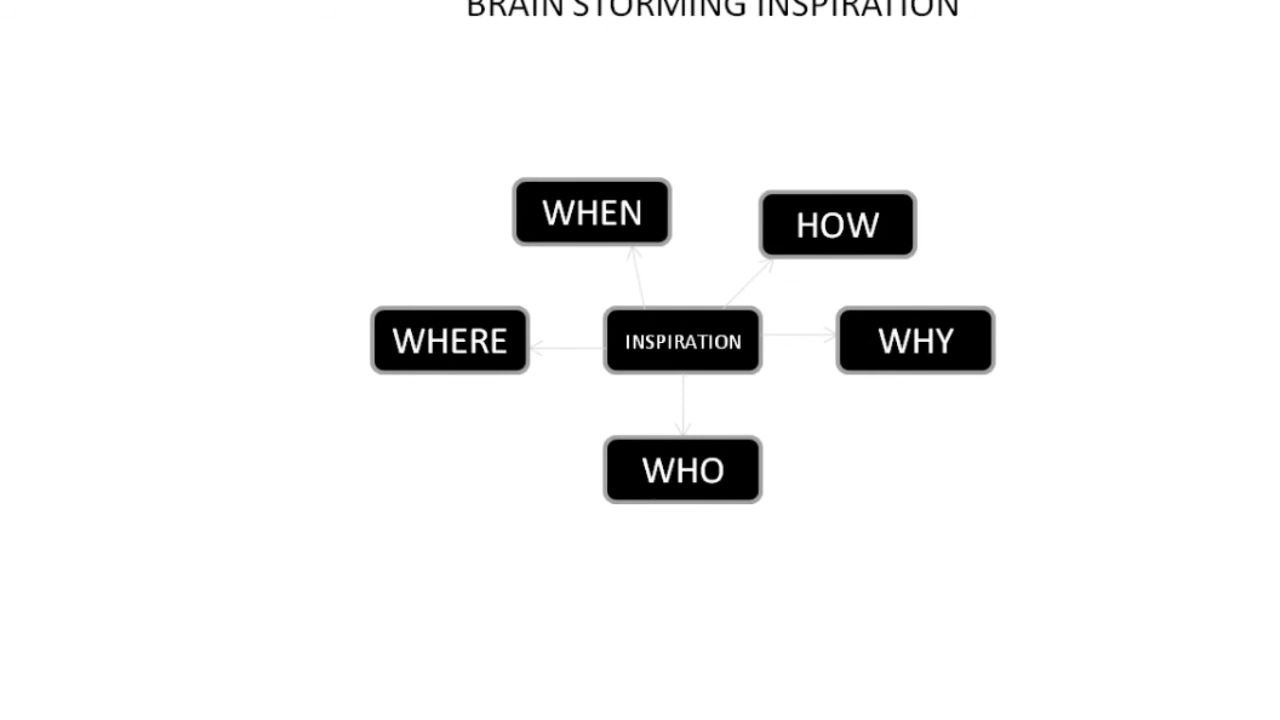 BRAIN STORMING INSPIRATION
WHEN
HOW
WHERE
INSPIRATION
WHY
WHO